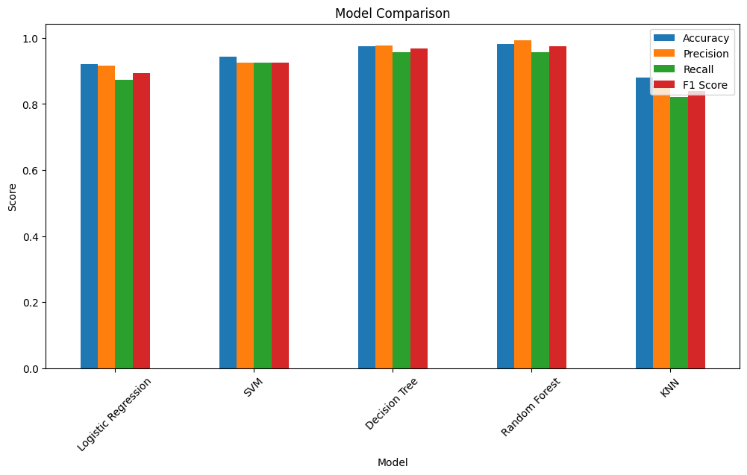 Model Comparison
Accuracy
Precision
Recall
F1 Score
1.0
0.8
0.6
0.4
0.2
0.0
Score
Logistic Regression
SVM
Decision Tree
Random Forest
KNN
Model